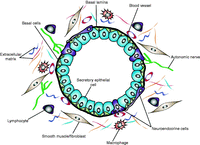 Basal lamina
Blood vessel
Basal cells
Extracellular
matrix
Autonomic nerve
Secretory epithelial
cell
Lymphocyte
Neuroendocrine cells
Smooth muscle/fibroblast
Macrophage